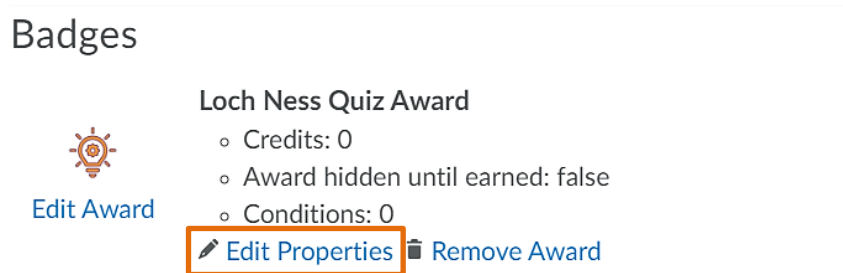 Badges
Loch Ness Quiz Award
Credits: 0
Award hidden until earned: false
Edit Award
Conditions: 0
Edit Properties Remove Award